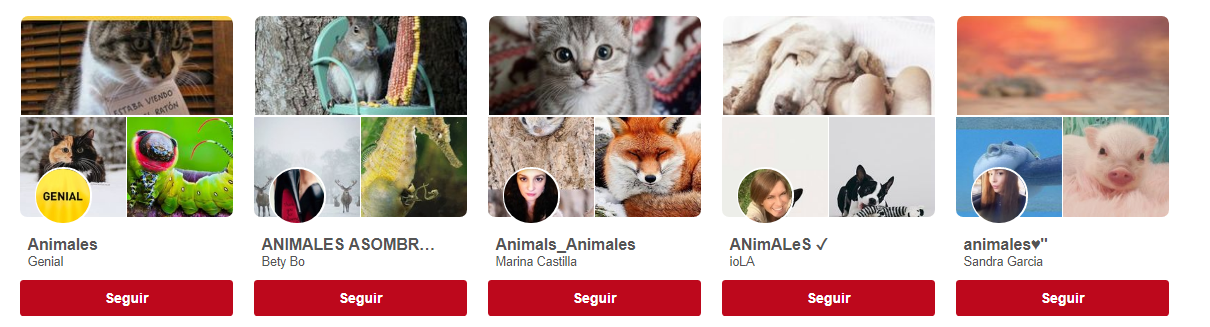 ESTABA VIENDO
RATÓN
GENIAL
Animales
Genial
Seguir
ANIMALES ASOMBR...
Bety Bo
Seguir
Animals_Animales
Marina Castilla
Seguir
ANimALeS ✓
ioLA
Seguir
animales♥"
Sandra Garcia
Seguir